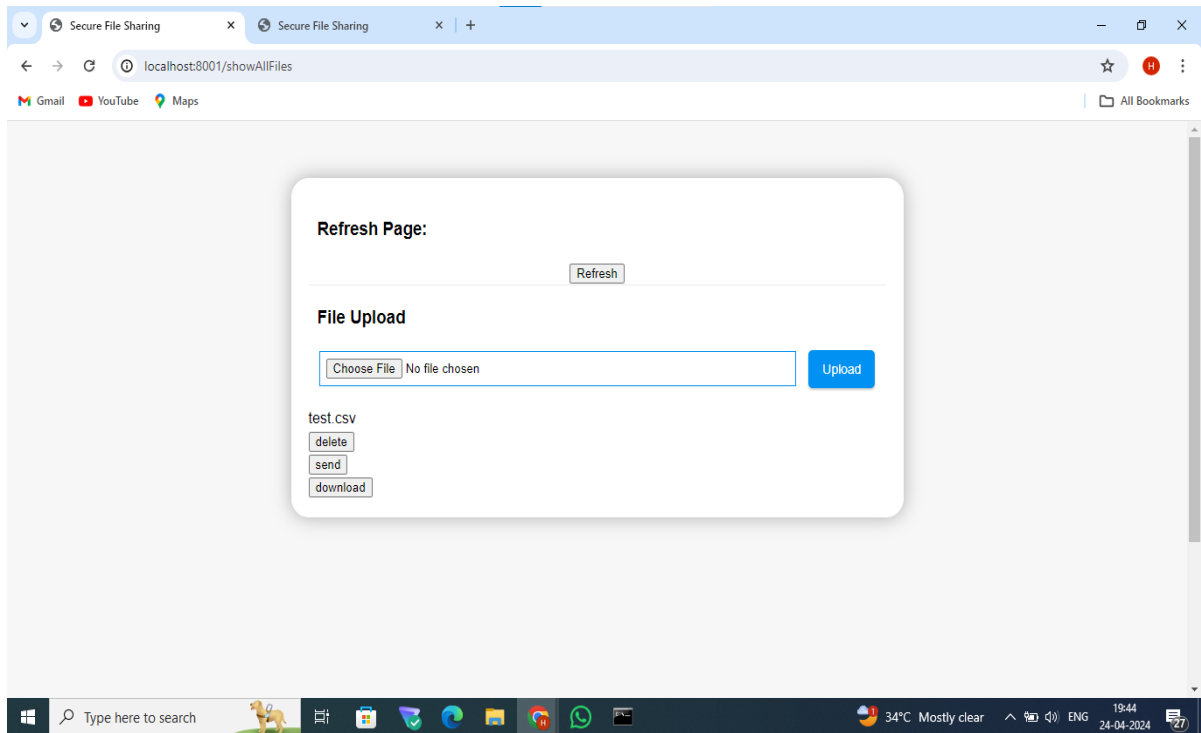 Secure File Sharing
Secure File Sharing
localhost:8001/showAllFiles
H
Gmail YouTube Maps
All Bookmarks
Refresh Page:
Refresh
File Upload
Choose File No file chosen
Upload
test.csv
delete
send
download
Type here to search
H
1
34°C Mostly clear
ENG
19:44
24-04-2024
27